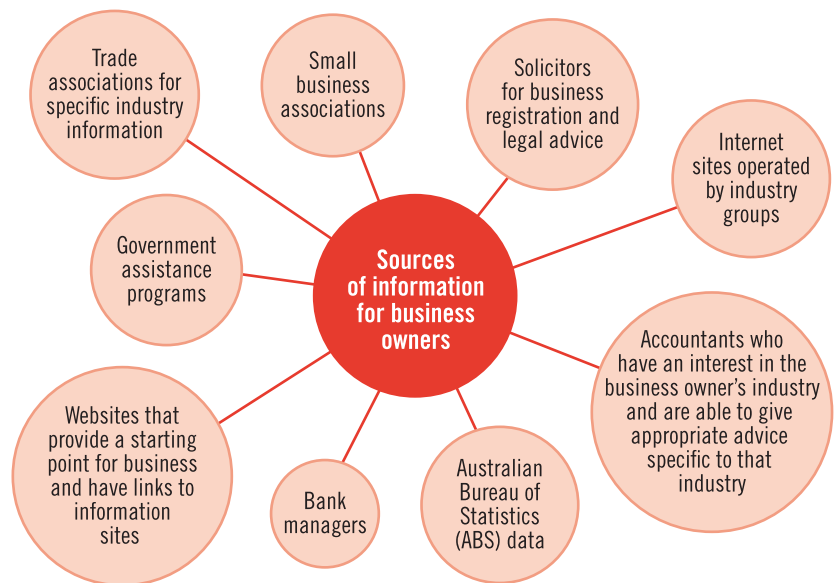 Trade
associations for
specific industry
information
Small
business
associations
Solicitors
for business
registration and
legal advice
Internet
sites operated
by industry
groups
Government
assistance
programs
Sources
of information
for business
owners
Accountants who
have an interest in the
business owner's industry
and are able to give
appropriate advice
specific to that
industry
Websites that
provide a starting
point for business
and have links to
information
sites
Bank
managers
Australian
Bureau of
Statistics
(ABS) data